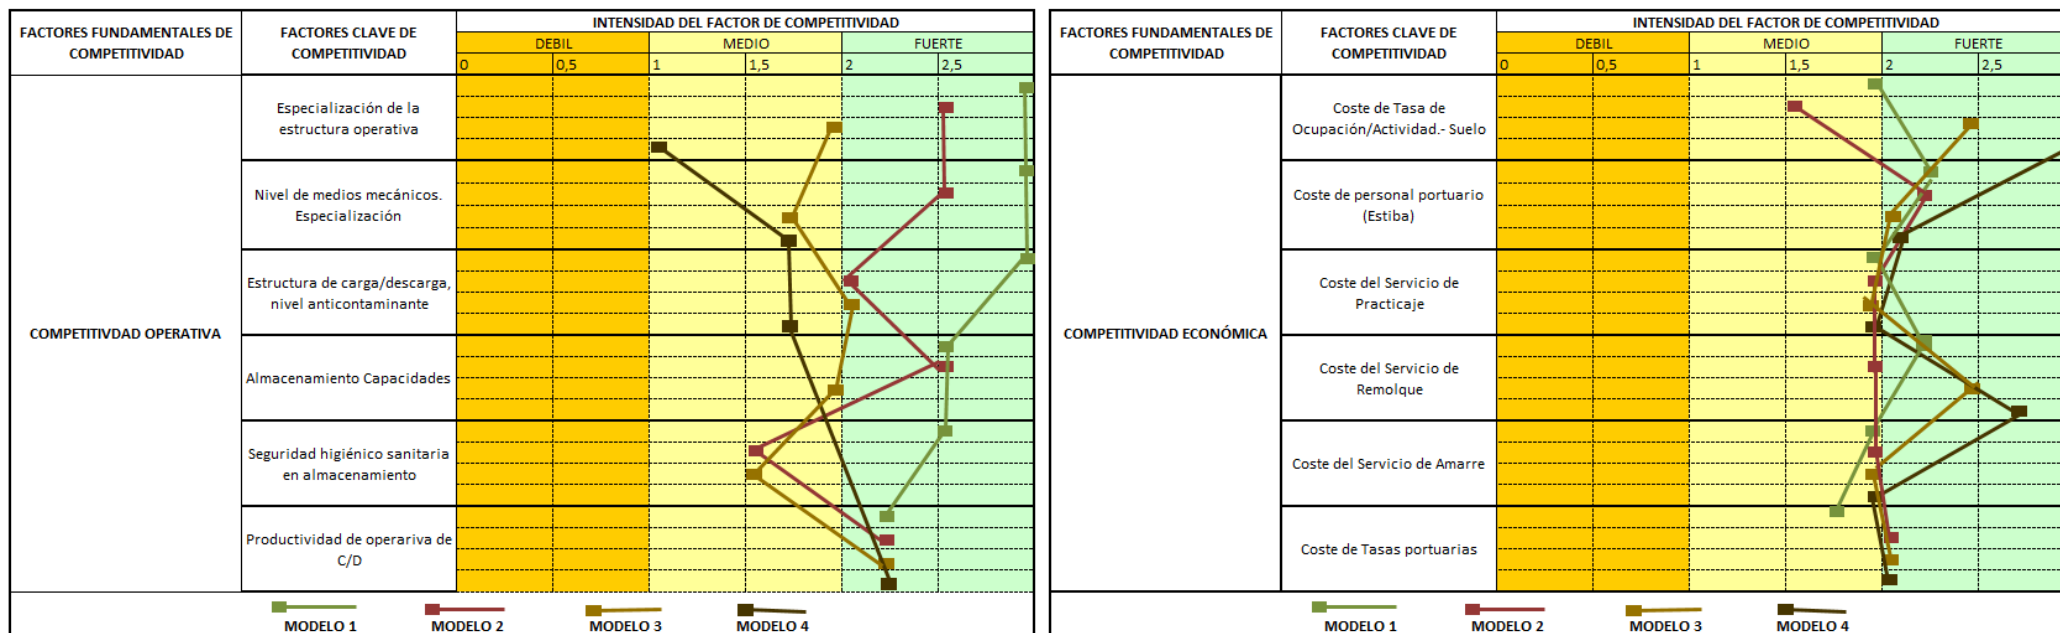 FACTORES FUNDAMENTALES DE
COMPETITIVIDAD
FACTORES CLAVE DE
COMPETITIVIDAD
INTENSIDAD DEL FACTOR DE COMPETITIVIDAD
DEBIL MEDIO FUERTE
0 0,5 1 1,5 2 2,5
COMPETITIVDAD OPERATIVA
Especialización de la
estructura operativa
Nivel de medios mecánicos.
Especialización
Estructura de carga/descarga,
nivel anticontaminante
Almacenamiento Capacidades
Seguridad higiénico sanitaria
en almacenamiento
Productividad de operariva de
C/D
MODELO 1 MODELO 2 MODELO 3 MODELO 4
FACTORES FUNDAMENTALES DE
COMPETITIVIDAD
FACTORES CLAVE DE
COMPETITIVIDAD
INTENSIDAD DEL FACTOR DE COMPETITIVIDAD
DEBIL MEDIO FUERTE
0 0,5 1 1,5 2 2,5
COMPETITIVIDAD ECONÓMICA
Coste de Tasa de
Ocupación/Actividad.- Suelo
Coste de personal portuario
(Estiba)
Coste del Servicio de
Practicaje
Coste del Servicio de
Remolque
Coste del Servicio de Amarre
Coste de Tasas portuarias
MODELO 1 MODELO 2 MODELO 3 MODELO 4